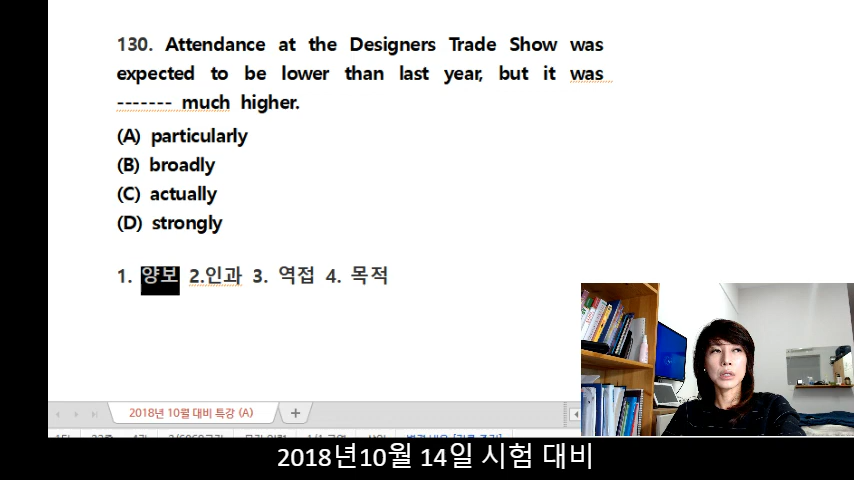 130. Attendance at the Designers Trade Show was
expected to be lower than last year, but it was
------- much higher.
(A) particularly
(B) broadly
(C) actually
(D) strongly
1. 양보 2.인과 3. 역접 4. 목적
2018년 10월 대비 특강 (A)
2018년10월 14일 시험 대비